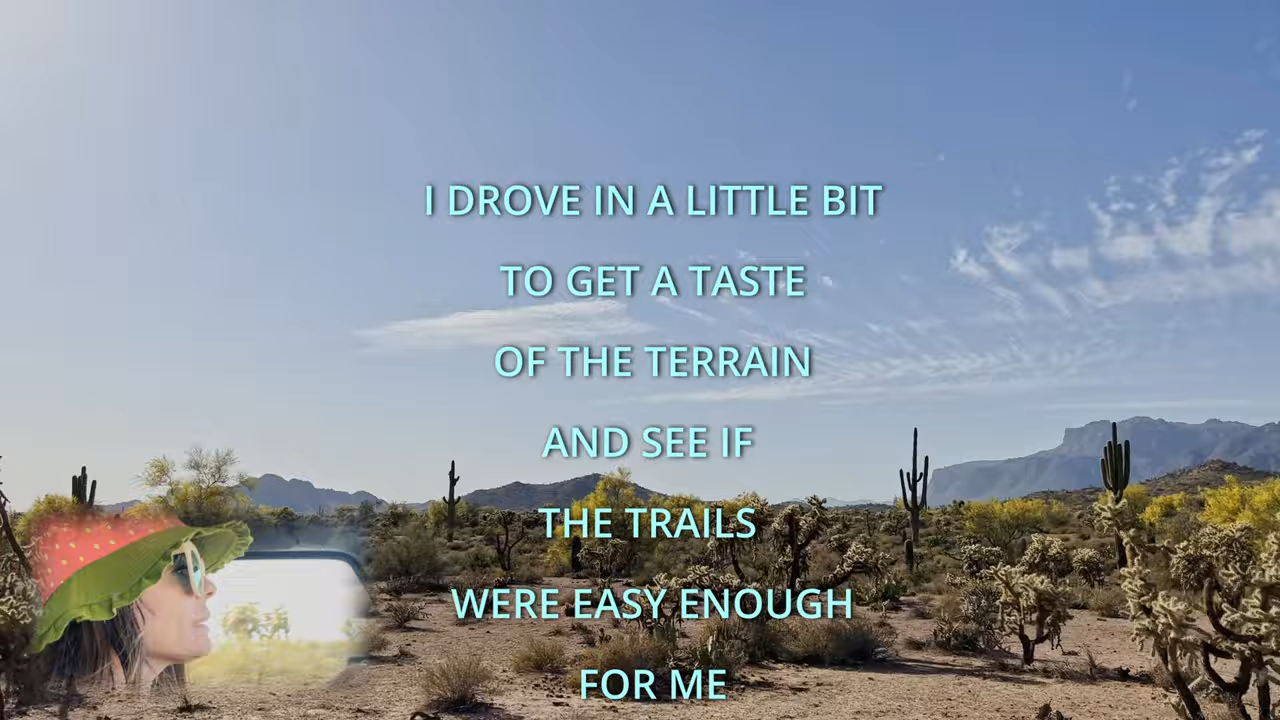 I DROVE IN A LITTLE BIT
TO GET A TASTE
OF THE TERRAIN
AND SEE IF
THE TRAILS
WERE EASY ENOUGH
FOR ME